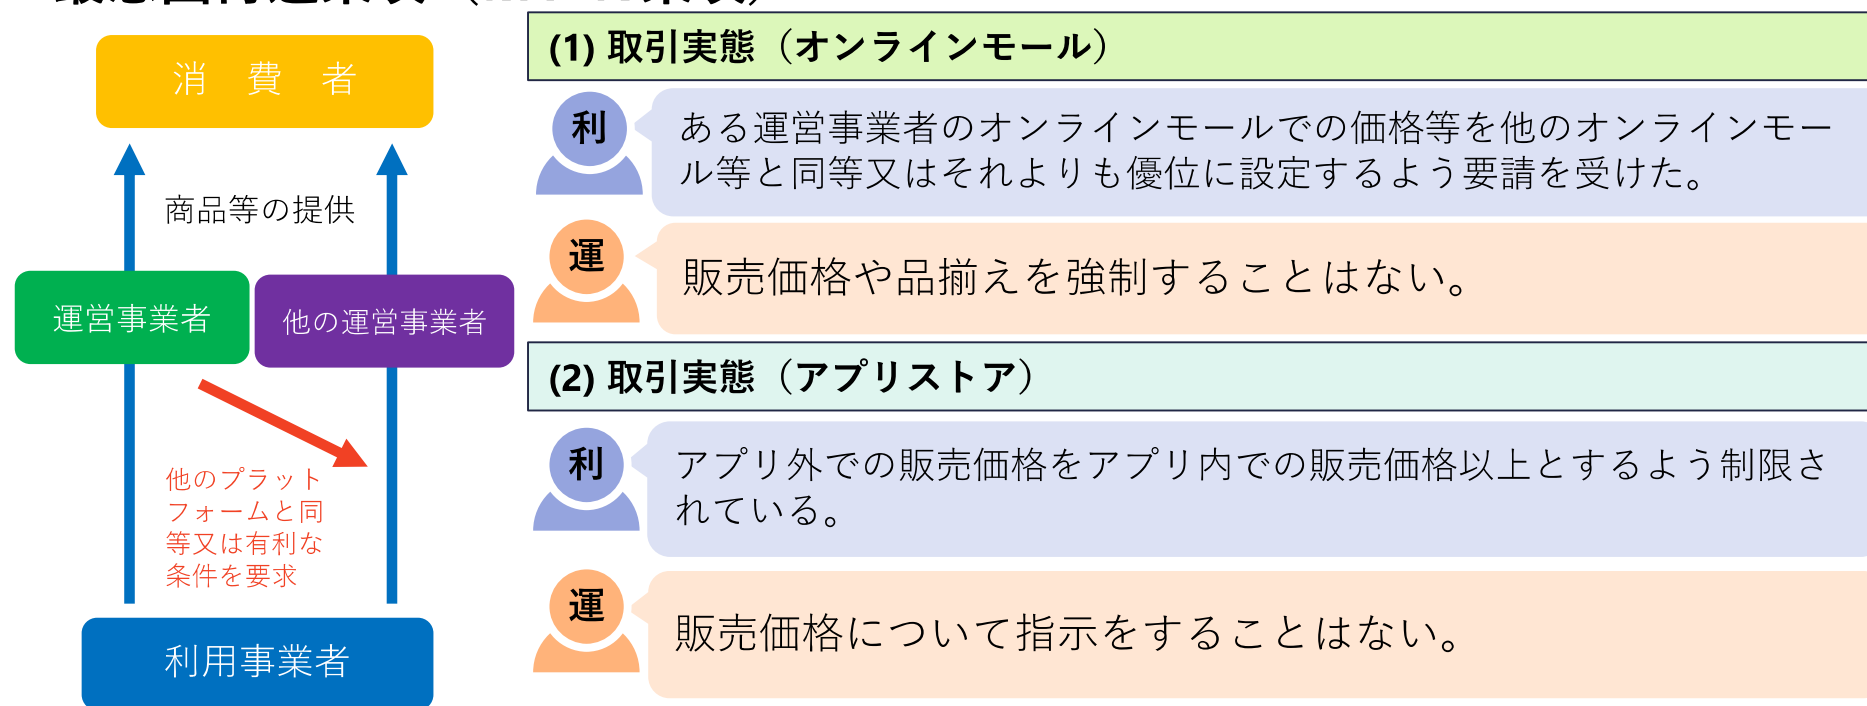 消 費 者
商品等の提供
運営事業者
他の運営事業者
他のプラット
フォームと同
等又は有利な
条件を要求
利用事業者
(1) 取引実態（オンラインモール）
利
ある運営事業者のオンラインモールでの価格等を他のオンラインモー
ル等と同等又はそれよりも優位に設定するよう要請を受けた。
運
販売価格や品揃えを強制することはない。
(2) 取引実態（アプリストア）
利
アプリ外での販売価格をアプリ内での販売価格以上とするよう制限さ
れている。
運
販売価格について指示をすることはない。